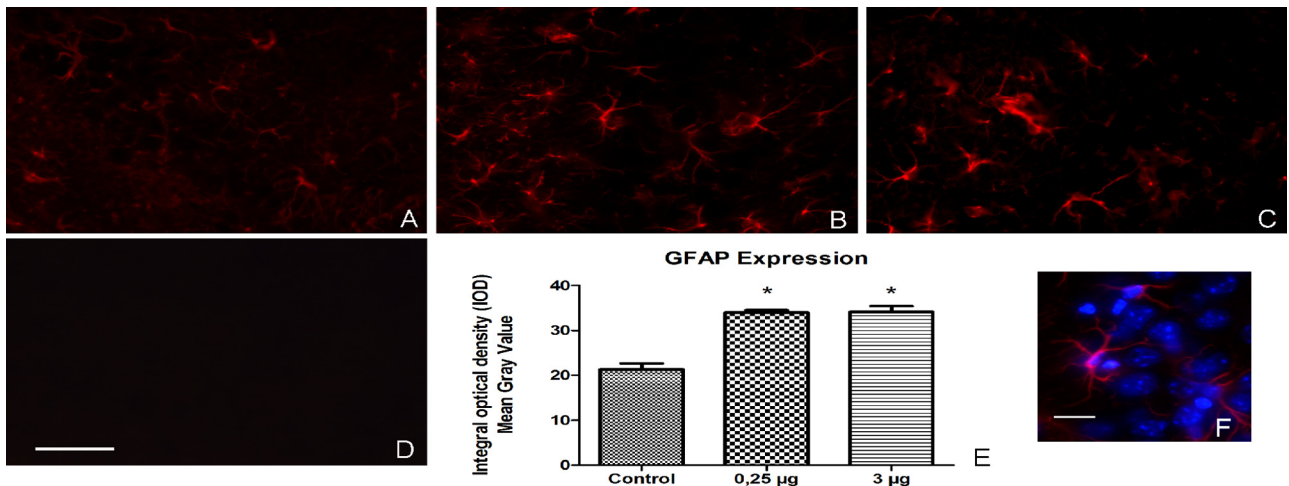 A
B
C
D
GFAP Expression
Integral optical density (IOD)
Mean Gray Value
40
30
20
10
0
*
*
Control
0,25 µg
3 µg
E
F